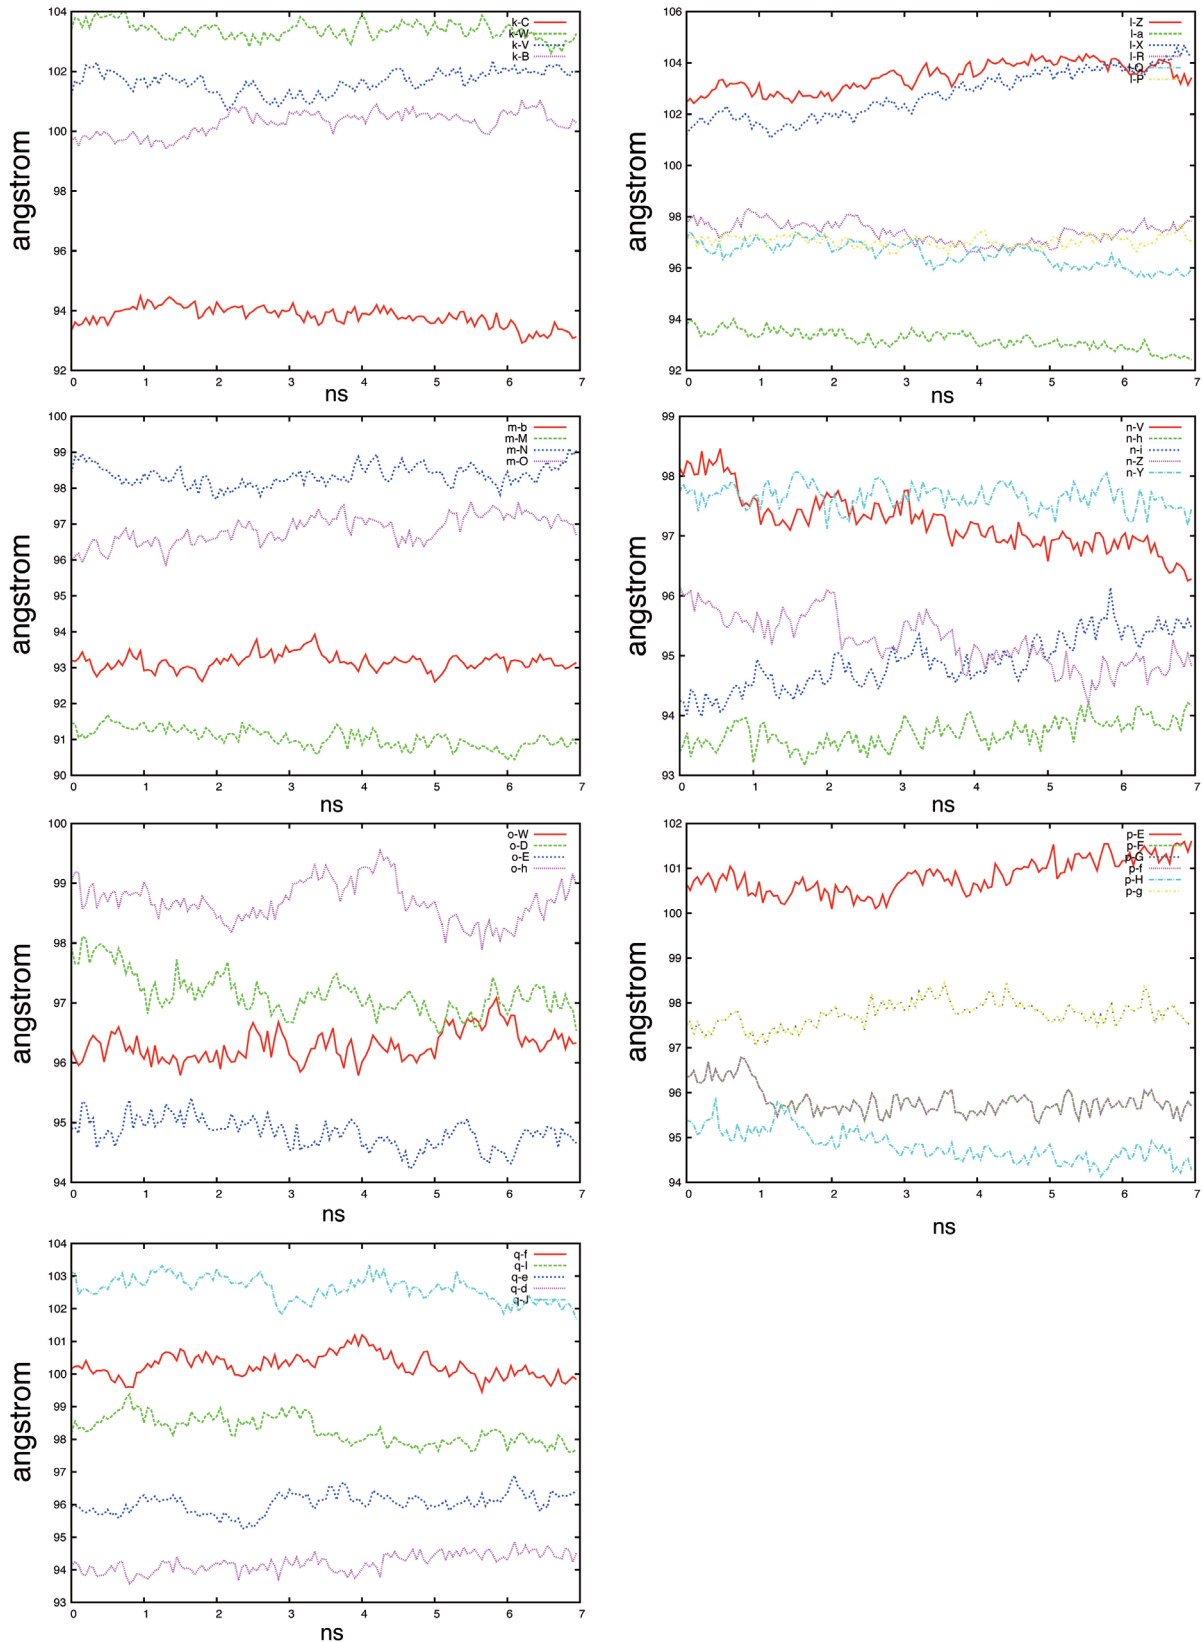 104
102
100
98
96
94
92
angstrom
k-C
k-W
k-V
k-B
0 1 2 3 4 5 6 7
ns
106
104
102
100
98
96
94
92
angstrom
l-Z
l-a
l-X
l-R
l-Q
l-P
0 1 2 3 4 5 6 7
ns
100
99
98
97
96
95
94
93
92
91
90
angstrom
m-b
m-M
m-N
m-O
0 1 2 3 4 5 6 7
ns
99
98
97
96
95
94
93
angstrom
n-V
n-h
n-i
n-Z
n-Y
0 1 2 3 4 5 6 7
ns
100
99
98
97
96
95
94
angstrom
o-W
o-D
o-E
o-h
0 1 2 3 4 5 6 7
ns
102
101
100
99
98
97
96
95
94
angstrom
p-E
p-F
p-G
p-f
p-H
p-g
0 1 2 3 4 5 6 7
ns
104
103
102
101
100
99
98
97
96
95
94
93
angstrom
q-f
q-I
q-e
q-d
q-J
0 1 2 3 4 5 6 7
ns